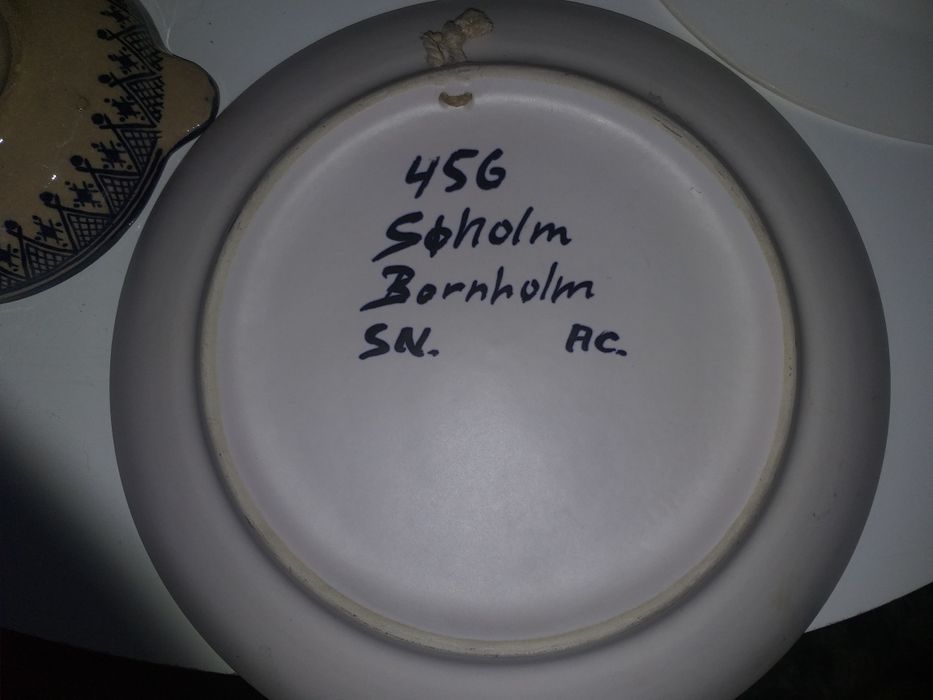 456
Søholm
Bornholm
SN. AC.